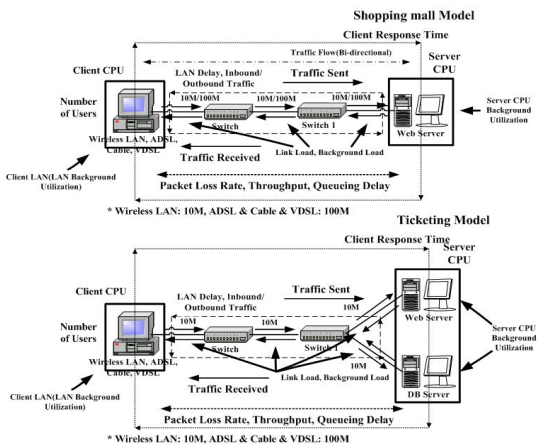 Shopping mall Model
Client Response Time
Traffic Flow(Bi-directional)
Server
CPU
Client CPU
LAN Delay, Inbound/
Outbound Traffic
Traffic Sent
10M/100M
10M/100M
10M/100M
Number
of Users
Switch
Switch 1
Web Server
Server CPU
Background
Utilization
Wireless LAN, ADSL,
Cable, VDSL
Traffic Received
Link Load, Background Load
Client LAN(LAN Background
Utilization)
Packet Loss Rate, Throughput, Queueing Delay
* Wireless LAN: 10M, ADSL & Cable & VDSL: 100M
Ticketing Model
Client Response Time
Server
CPU
Client CPU
LAN Delay, Inbound/
Outbound Traffic
Traffic Sent
10M
10M
10M
Number
of Users
Web Server
Switch
Switch 1
Server CPU
Background
Utilization
Wireless LAN, ADSL,
Cable, VDSL
10M
Traffic Received
Link Load, Background Load
DB Server
Client LAN(LAN Background
Utilization)
Packet Loss Rate, Throughput, Queueing Delay
* Wireless LAN: 10M, ADSL & Cable & VDSL: 100M